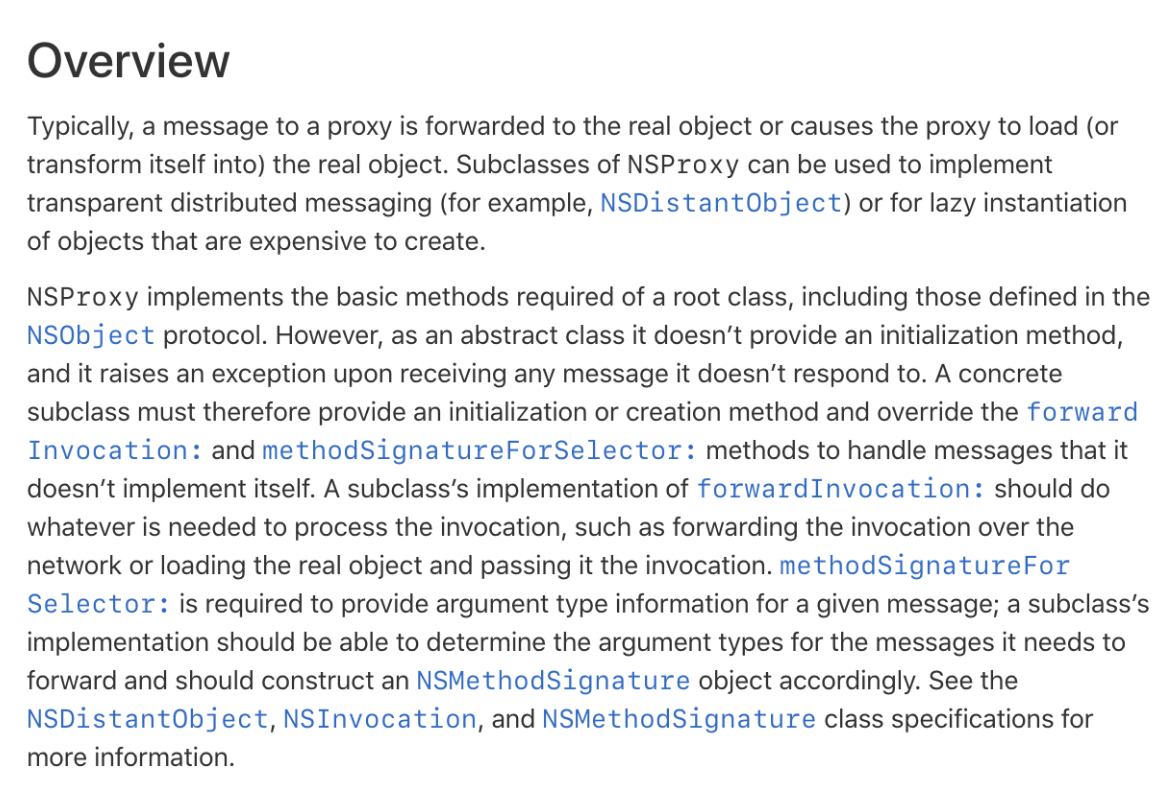 Overview
Typically, a message to a proxy is forwarded to the real object or causes the proxy to load (or
transform itself into) the real object. Subclasses of NSProxy can be used to implement
transparent distributed messaging (for example, NSDistantObject) or for lazy instantiation
of objects that are expensive to create.
NSProxy implements the basic methods required of a root class, including those defined in the
NSObject protocol. However, as an abstract class it doesn’t provide an initialization method,
and it raises an exception upon receiving any message it doesn’t respond to. A concrete
subclass must therefore provide an initialization or creation method and override the forward
Invocation: and methodSignatureForSelector: methods to handle messages that it
doesn’t implement itself. A subclass’s implementation of forwardInvocation: should do
whatever is needed to process the invocation, such as forwarding the invocation over the
network or loading the real object and passing it the invocation. methodSignatureFor
Selector: is required to provide argument type information for a given message; a subclass’s
implementation should be able to determine the argument types for the messages it needs to
forward and should construct an NSMethodSignature object accordingly. See the
NSDistantObject, NSInvocation, and NSMethodSignature class specifications for
more information.